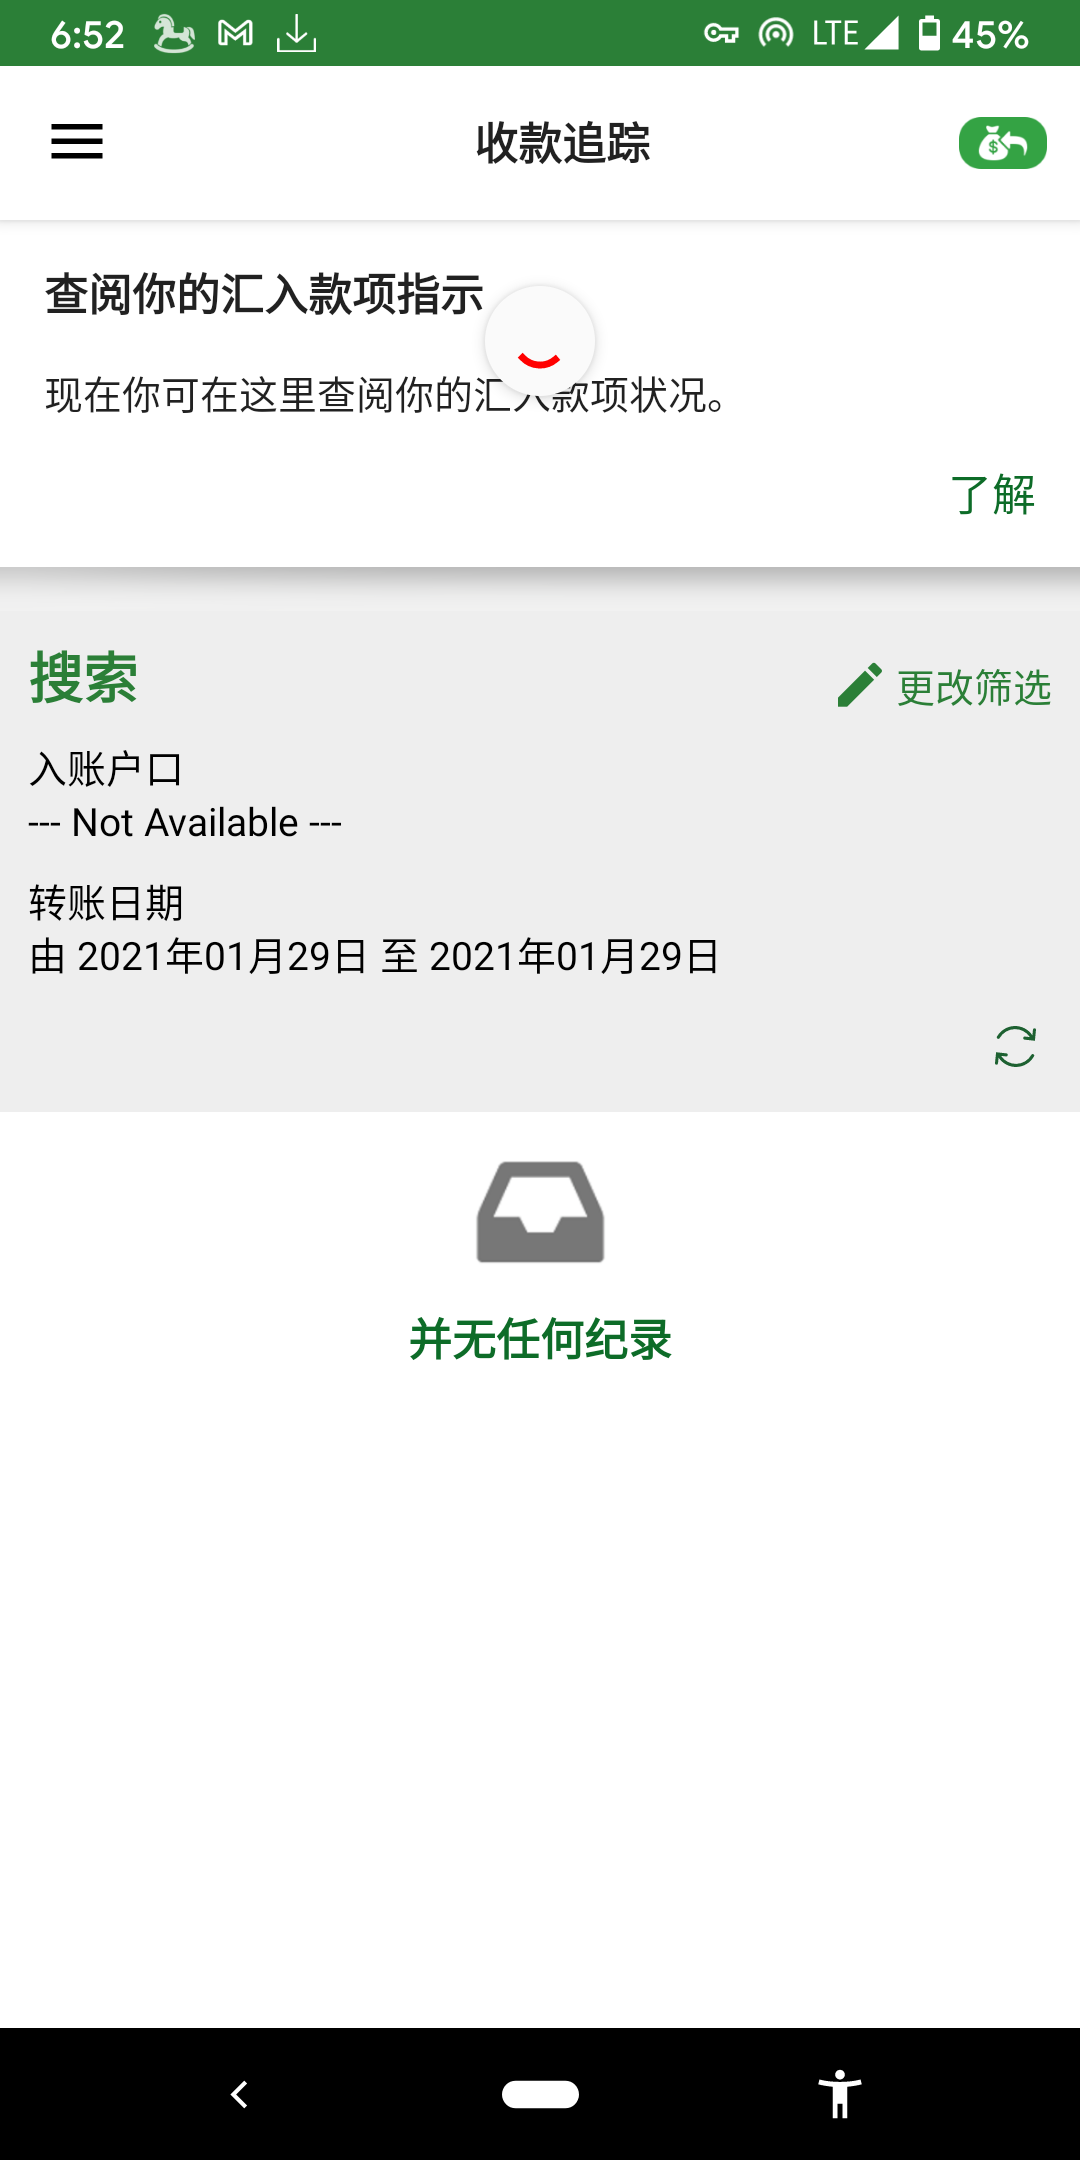 6:52
LTE 45%
收款追踪
查阅你的汇入款项指示
现在你可在这里查阅你的汇入款项状况。
了解
搜索
更改筛选
入账户口
--- Not Available ---
转账日期
由 2021年01月29日 至 2021年01月29日
并无任何纪录